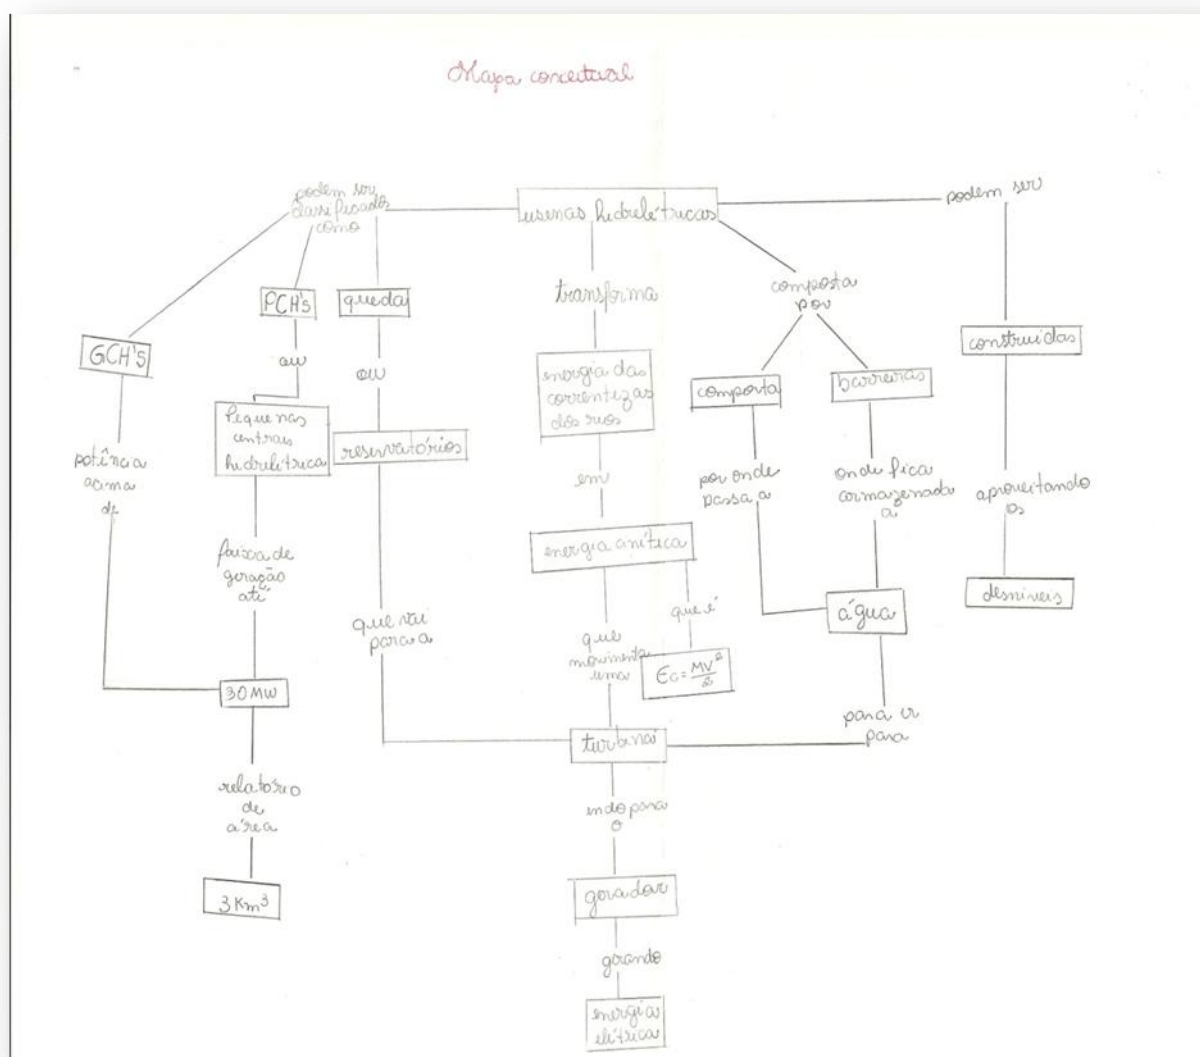 Mapa conceitual
podem ser
classificados
como
usinas hidrelétricas
podem ser
PCH'S
queda
transforma
composta
por
GCH'S
ou
ou
construídas
energia das
correntezas
dos rios
comporta
barreiras
Pequenas
centrais
hidrelétrica
reservatórios
potência
acima
de
em
por onde
passa a
onde fica
armazenada
a
aproveitando
os
faixa de
geração
até
energia cinética
desníveis
água
que vai
para a
que
movimenta
uma
que é
Ec = MV²/2
30 MW
para ir
para
turbina
relatório
de
área
indo para
o
3 Km³
gerador
gerando
energia
elétrica